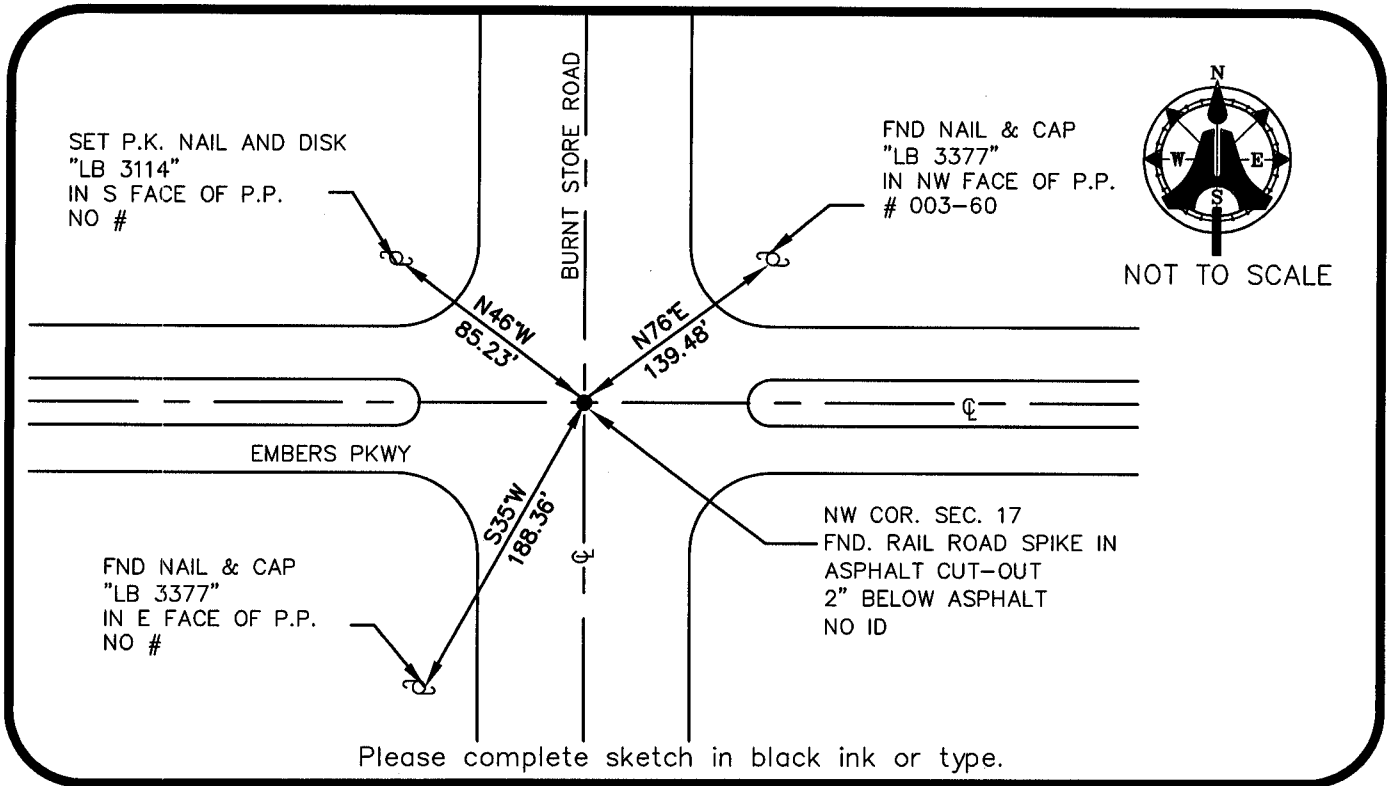 SET P.K. NAIL AND DISK
"LB 3114"
IN S FACE OF P.P.
NO #
BURNT STORE ROAD
FND NAIL & CAP
"LB 3377"
IN NW FACE OF P.P.
# 003-60
N
W
E
S
NOT TO SCALE
N46°W
85.23'
N76°E
139.48'
S35°W
188.36'
℄
℄
EMBERS PKWY
FND NAIL & CAP
"LB 3377"
IN E FACE OF P.P.
NO #
NW COR. SEC. 17
FND. RAIL ROAD SPIKE IN
ASPHALT CUT-OUT
2" BELOW ASPHALT
NO ID
Please complete sketch in black ink or type.